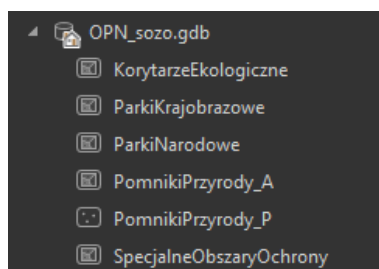 OPN_sozo.gdb
KorytarzeEkologiczne
ParkiKrajobrazowe
ParkiNarodowe
PomnikiPrzyrody_A
PomnikiPrzyrody_P
SpecjalneObszaryOchrony